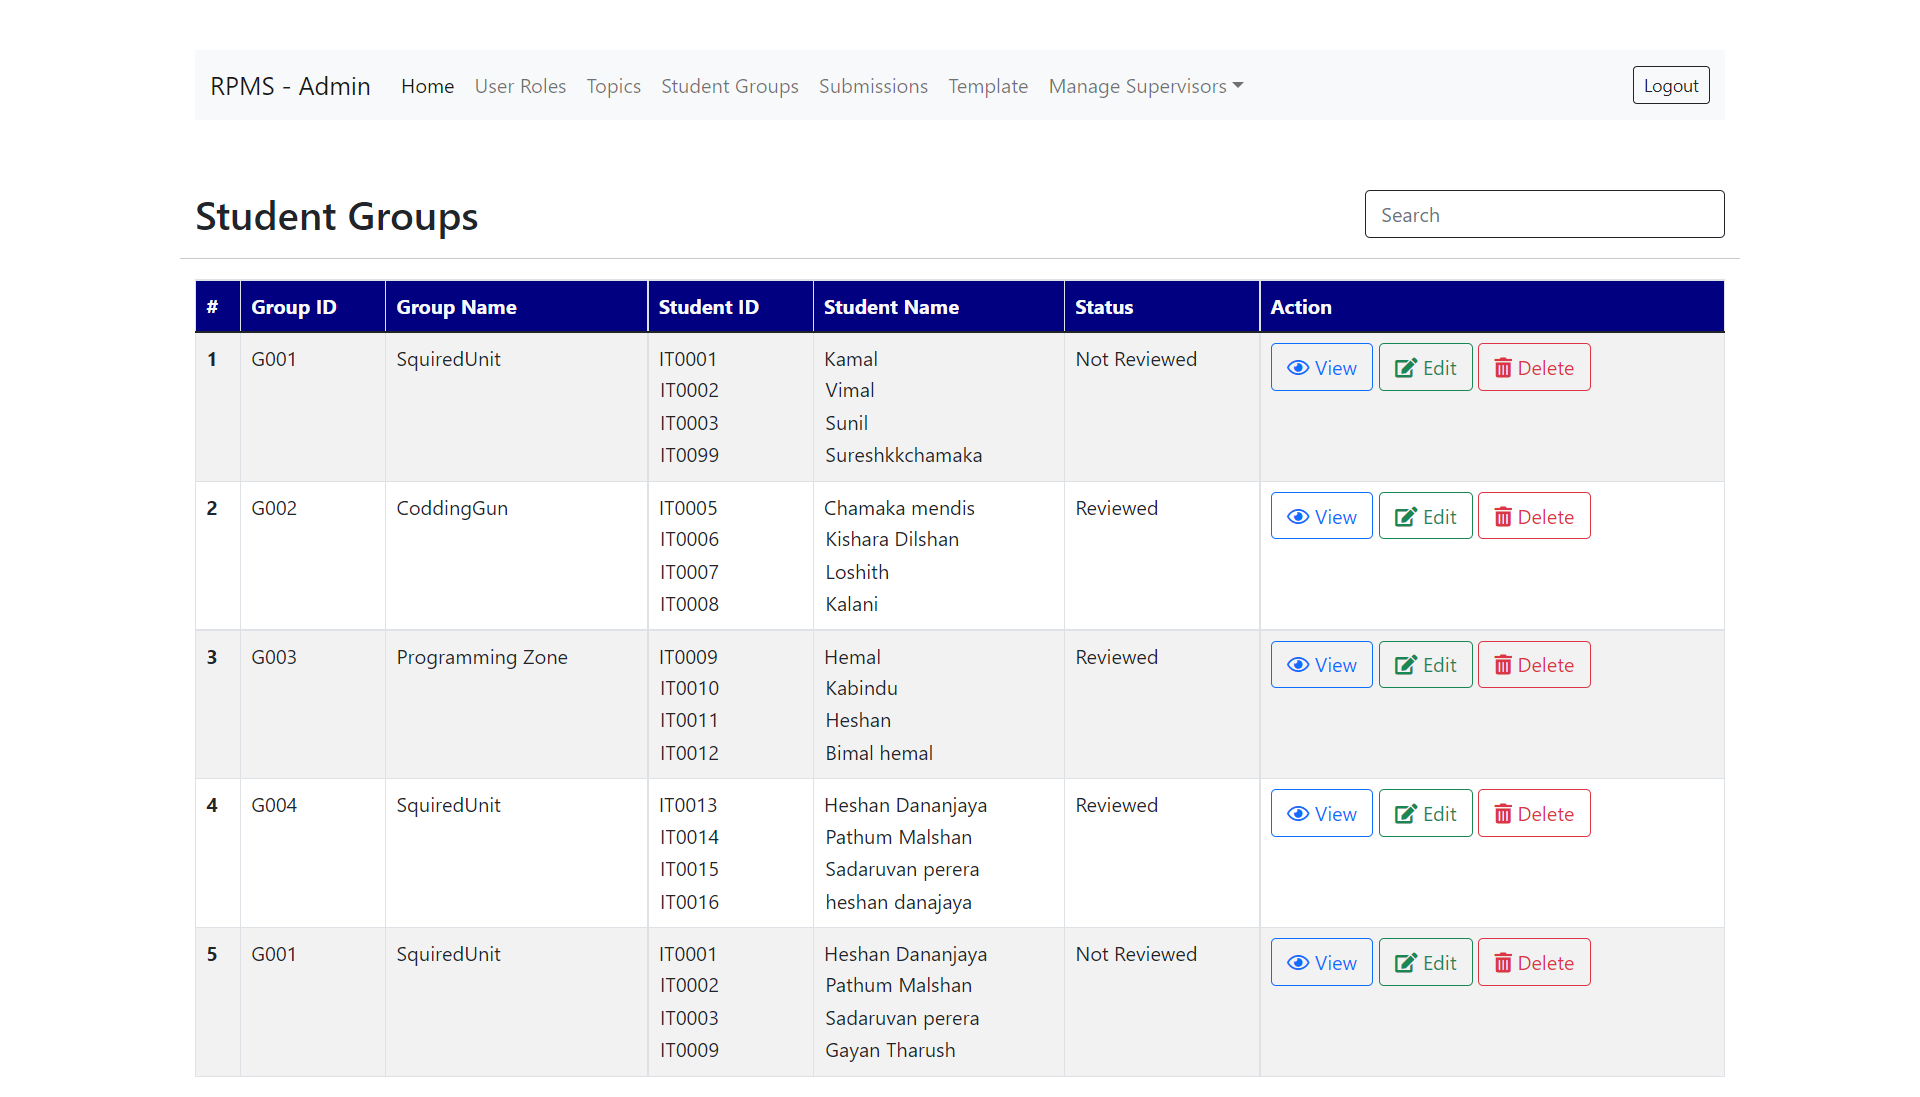 RPMS - Admin Home User Roles Topics Student Groups Submissions Template Manage Supervisors Logout
Student Groups Search
# Group ID Group Name Student ID Student Name Status Action
1 G001 SquiredUnit IT0001 Kamal Not Reviewed View Edit Delete
IT0002 Vimal
IT0003 Sunil
IT0099 Sureshkkchamaka
2 G002 CoddingGun IT0005 Chamaka mendis Reviewed View Edit Delete
IT0006 Kishara Dilshan
IT0007 Loshith
IT0008 Kalani
3 G003 Programming Zone IT0009 Hemal Reviewed View Edit Delete
IT0010 Kabindu
IT0011 Heshan
IT0012 Bimal hemal
4 G004 SquiredUnit IT0013 Heshan Dananjaya Reviewed View Edit Delete
IT0014 Pathum Malshan
IT0015 Sadaruvan perera
IT0016 heshan danajaya
5 G001 SquiredUnit IT0001 Heshan Dananjaya Not Reviewed View Edit Delete
IT0002 Pathum Malshan
IT0003 Sadaruvan perera
IT0009 Gayan Tharush